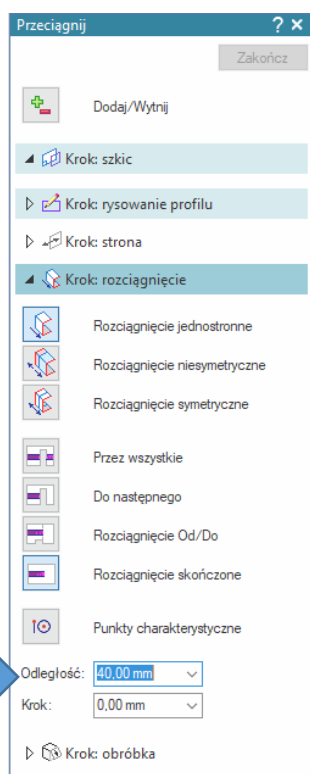 Przeciągnij ? ×
Zakończ
Dodaj/Wytnij
Krok: szkic
Krok: rysowanie profilu
Krok: strona
Krok: rozciągnięcie
Rozciągnięcie jednostronne
Rozciągnięcie niesymetryczne
Rozciągnięcie symetryczne
Przez wszystkie
Do następnego
Rozciągnięcie Od/Do
Rozciągnięcie skończone
Punkty charakterystyczne
Odległość: 40,00 mm
Krok: 0,00 mm
Krok: obróbka